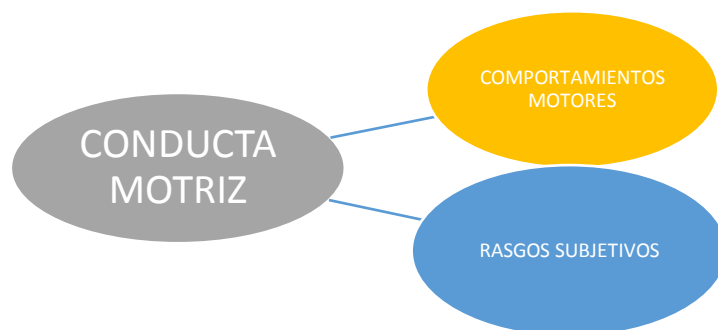 CONDUCTA
MOTRIZ
COMPORTAMIENTOS
MOTORES
RASGOS SUBJETIVOS